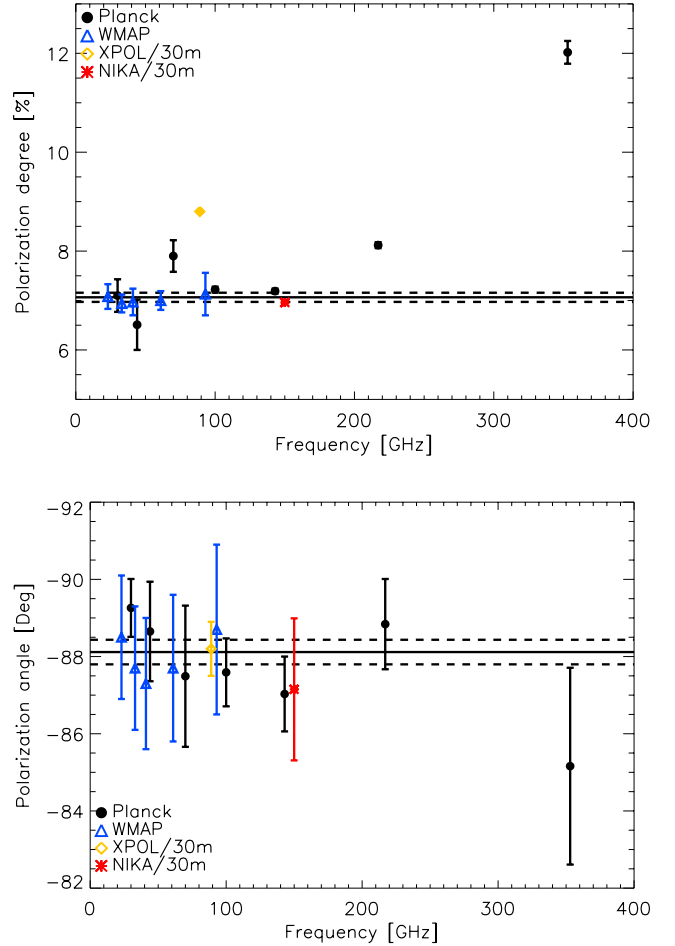 Planck
WMAP
XPOL/30m
NIKA/30m
12
10
8
6
Polarization degree [%]
0 100 200 300 400
Frequency [GHz]
-92
-90
-88
-86
-84
-82
Polarization angle [Deg]
Planck
WMAP
XPOL/30m
NIKA/30m
0 100 200 300 400
Frequency [GHz]